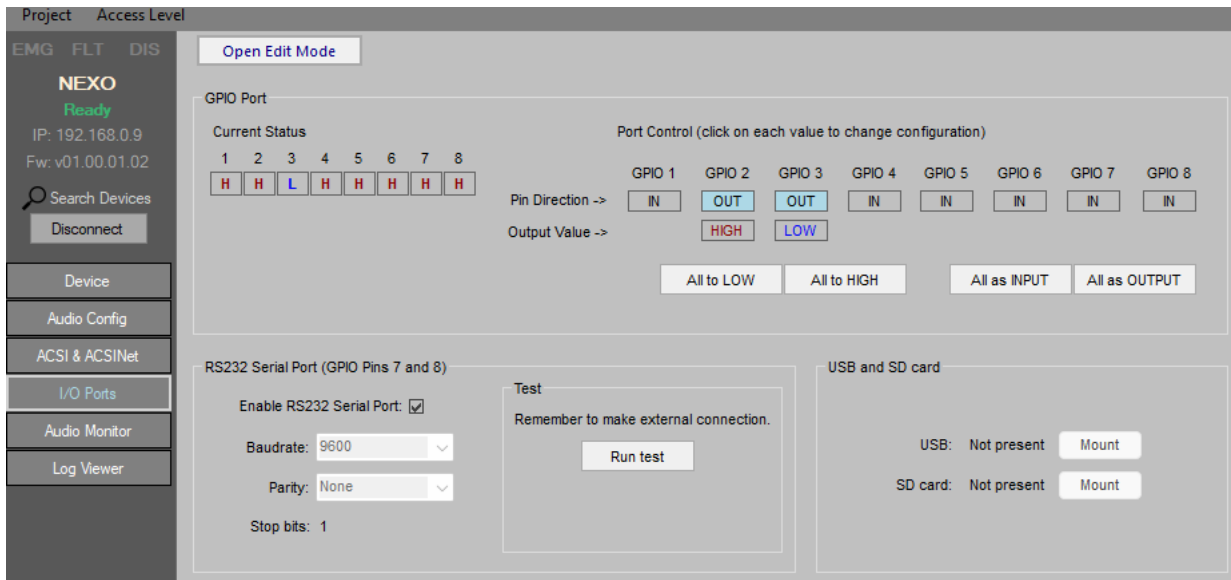 Project Access Level
EMG FLT DIS
NEXO
Ready
IP: 192.168.0.9
Fw: v01.00.01.02
Search Devices
Disconnect
Device
Audio Config
ACSI & ACSINet
I/O Ports
Audio Monitor
Log Viewer
Open Edit Mode
GPIO Port
Current Status
1 2 3 4 5 6 7 8
H H L H H H H H
Port Control (click on each value to change configuration)
GPIO 1 GPIO 2 GPIO 3 GPIO 4 GPIO 5 GPIO 6 GPIO 7 GPIO 8
Pin Direction -> IN OUT OUT IN IN IN IN IN
Output Value -> HIGH LOW
All to LOW All to HIGH All as INPUT All as OUTPUT
RS232 Serial Port (GPIO Pins 7 and 8)
Enable RS232 Serial Port:
Baudrate: 9600
Parity: None
Stop bits: 1
Test
Remember to make external connection.
Run test
USB and SD card
USB: Not present Mount
SD card: Not present Mount